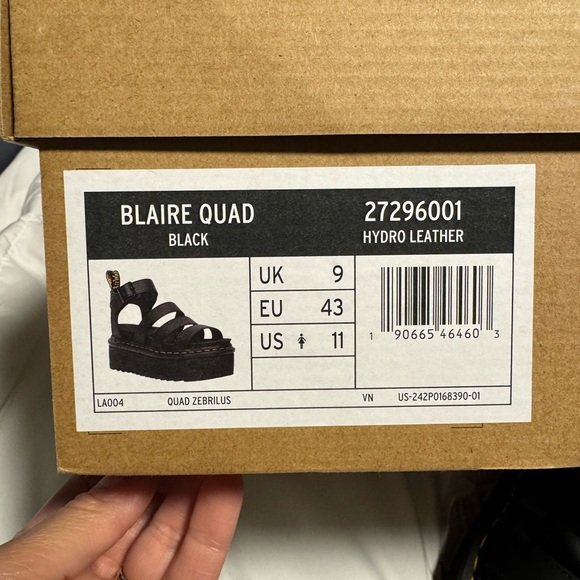 BLAIRE QUAD
BLACK
27296001
HYDRO LEATHER
UK 9
EU 43
US 11
1 90665 46460 3
LA004 QUAD ZEBRILUS VN US-242P0168390-01